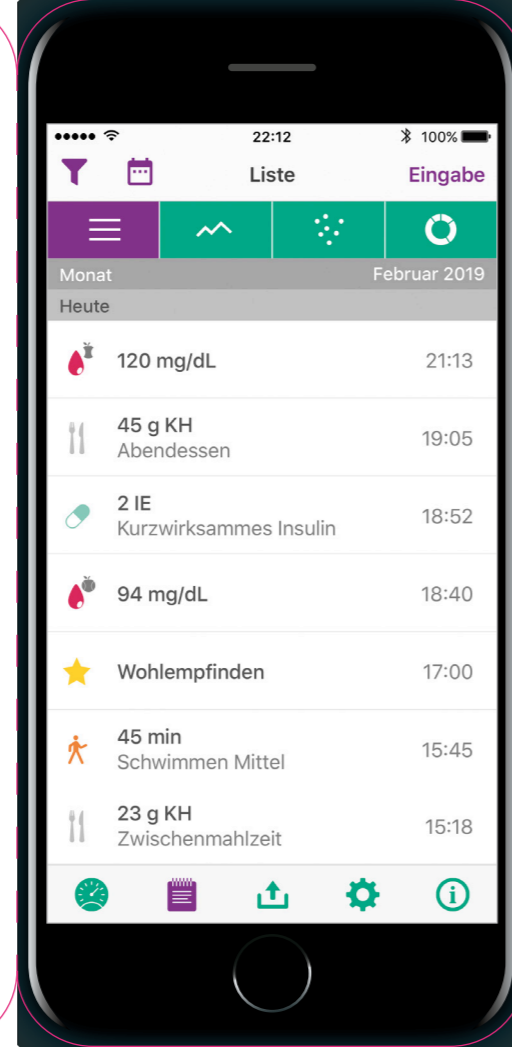 22:12
100%
Liste
Eingabe
Monat
Februar 2019
Heute
120 mg/dL
21:13
45 g KH
Abendessen
19:05
2 IE
Kurzwirksammes Insulin
18:52
94 mg/dL
18:40
Wohlempfinden
17:00
45 min
Schwimmen Mittel
15:45
23 g KH
Zwischenmahlzeit
15:18